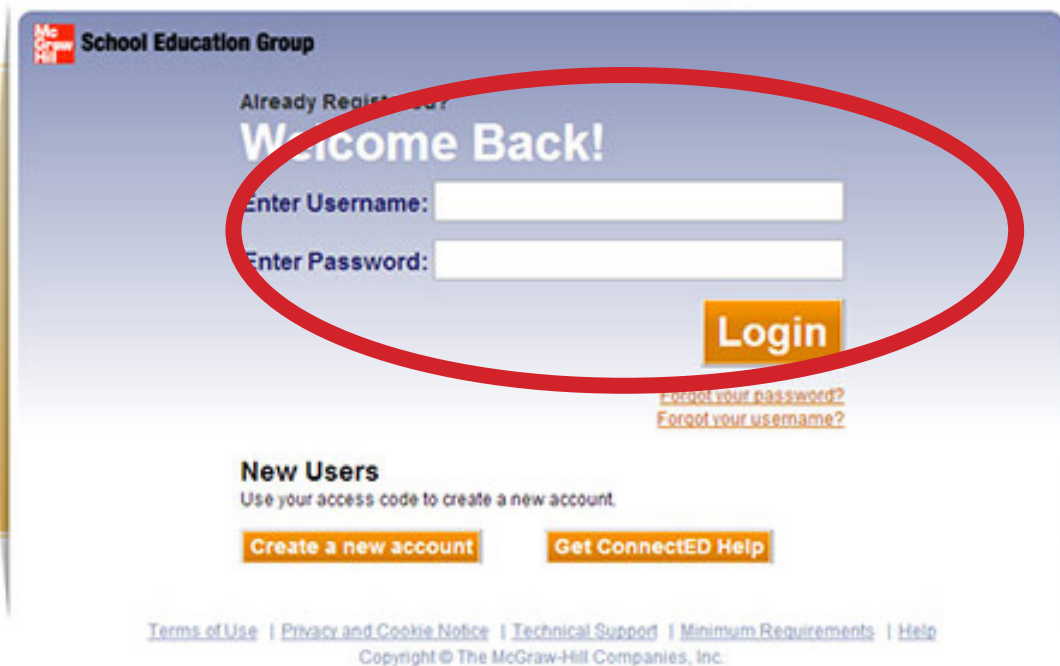 Mc
Graw
Hill
School Education Group
Already Registered?
Welcome Back!
Enter Username:
Enter Password:
Login
Forgot your password?
Forgot your username?
New Users
Use your access code to create a new account.
Create a new account Get ConnectED Help
Terms of Use | Privacy and Cookie Notice | Technical Support | Minimum Requirements | Help
Copyright © The McGraw-Hill Companies, Inc.